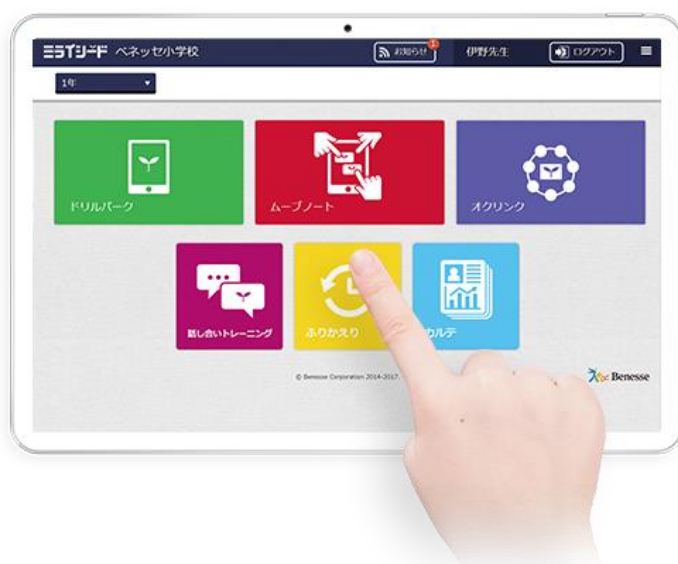 ミライシード ベネッセ小学校 お知らせ 1 伊野先生 ログアウト
1年
ドリルパーク ムーブノート オクリンク
話し合いトレーニング ふりかえり カルテ
© Benesse Corporation 2014-2017. Benesse